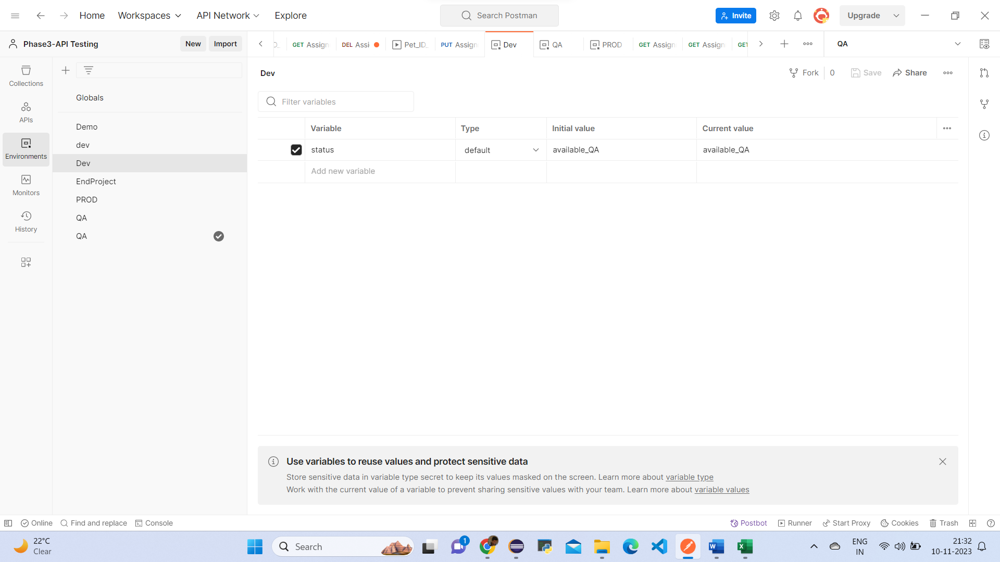 Home Workspaces API Network Explore Search Postman Invite Upgrade
Phase3-API Testing New Import GET Assign DEL Assi Pet_ID_ PUT Assign Dev QA PROD GET Assign GET Assign GET QA
Collections
APIs
Environments
Monitors
History
Globals
Demo
dev
Dev
EndProject
PROD
QA
QA
Dev Fork 0 Save Share
Filter variables
Variable Type Initial value Current value
status default available_QA available_QA
Add new variable
Use variables to reuse values and protect sensitive data
Store sensitive data in variable type secret to keep its values masked on the screen. Learn more about variable type
Work with the current value of a variable to prevent sharing sensitive values with your team. Learn more about variable values
Online Find and replace Console Postbot Runner Start Proxy Cookies Trash
22°C
Clear
Search
1
ENG
IN
21:32
10-11-2023